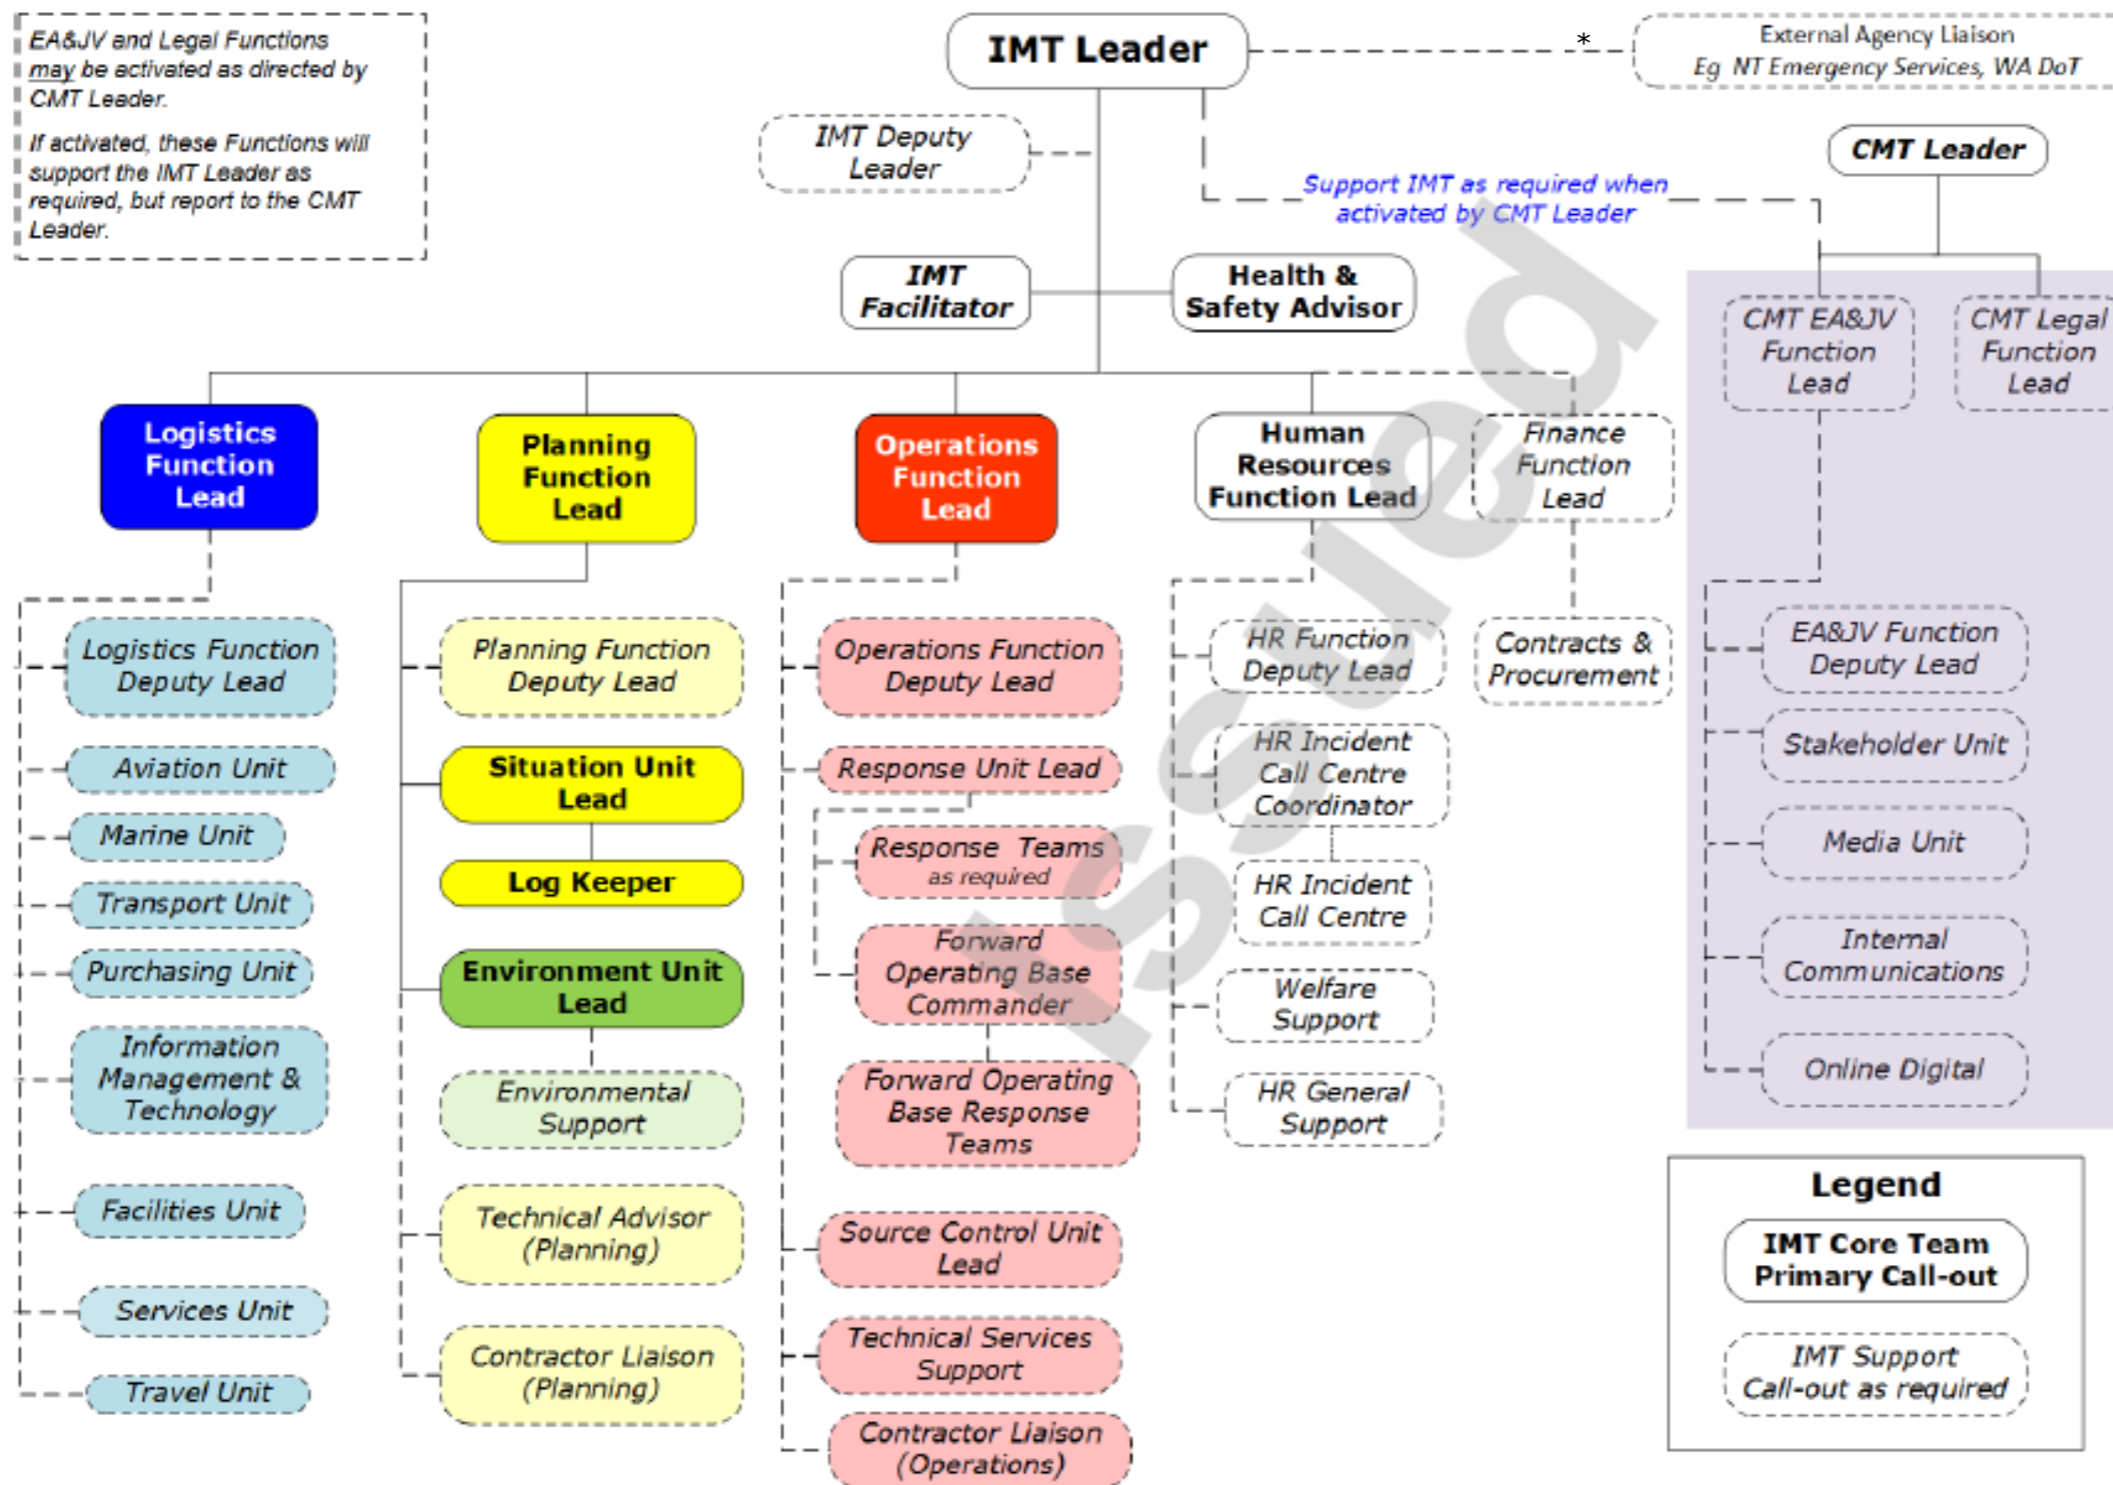 EA&JV and Legal Functions
may be activated as directed by
CMT Leader.
If activated, these Functions will
support the IMT Leader as
required, but report to the CMT
Leader.
IMT Leader
*
External Agency Liaison
Eg NT Emergency Services, WA DoT
IMT Deputy
Leader
CMT Leader
Support IMT as required when
activated by CMT Leader
IMT
Facilitator
Health &
Safety Advisor
CMT EA&JV
Function
Lead
CMT Legal
Function
Lead
Logistics
Function
Lead
Planning
Function
Lead
Operations
Function
Lead
Human
Resources
Function Lead
Finance
Function
Lead
Logistics Function
Deputy Lead
Aviation Unit
Marine Unit
Transport Unit
Purchasing Unit
Information
Management &
Technology
Facilities Unit
Services Unit
Travel Unit
Planning Function
Deputy Lead
Situation Unit
Lead
Log Keeper
Environment Unit
Lead
Environmental
Support
Technical Advisor
(Planning)
Contractor Liaison
(Planning)
Operations Function
Deputy Lead
Response Unit Lead
Response Teams
as required
Forward
Operating Base
Commander
Forward Operating
Base Response
Teams
Source Control Unit
Lead
Technical Services
Support
Contractor Liaison
(Operations)
HR Function
Deputy Lead
HR Incident
Call Centre
Coordinator
HR Incident
Call Centre
Welfare
Support
HR General
Support
Contracts &
Procurement
EA&JV Function
Deputy Lead
Stakeholder Unit
Media Unit
Internal
Communications
Online Digital
Legend
IMT Core Team
Primary Call-out
IMT Support
Call-out as required
Issued